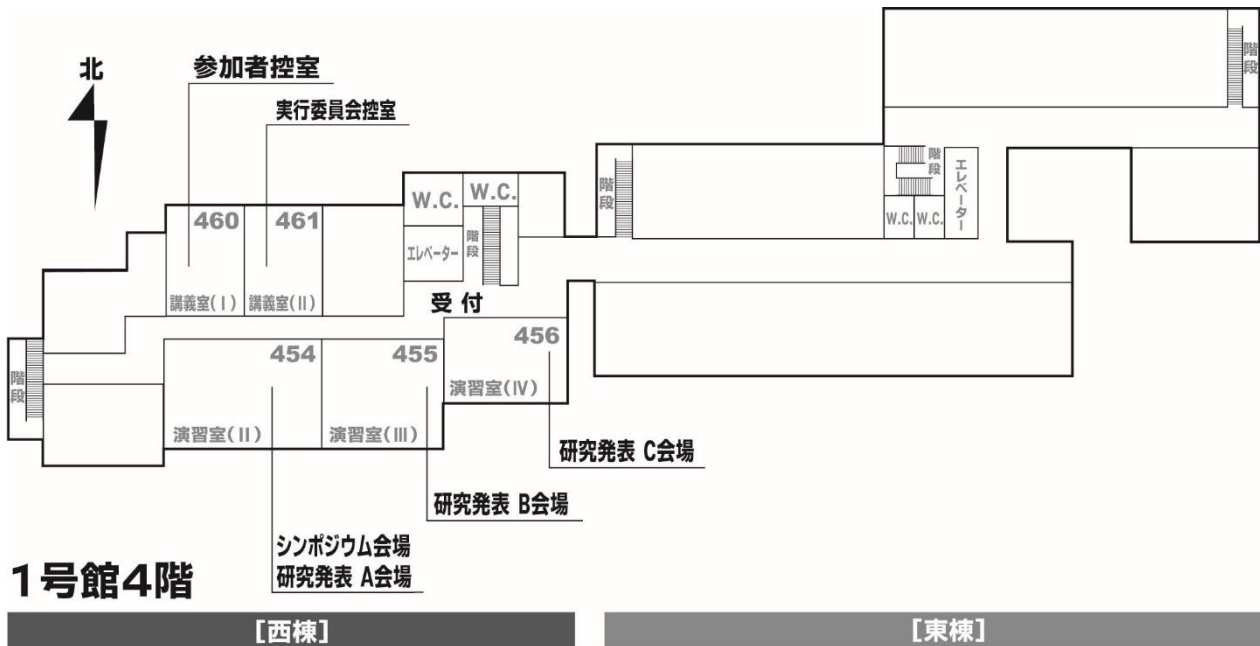 北
参加者控室
実行委員会控室
階段
階段
エレベーター
W.C.
W.C.
階段
W.C.
W.C.
エレベーター
階段
460
461
講義室(I)
講義室(II)
受付
454
455
456
階段
演習室(II)
演習室(III)
演習室(IV)
研究発表 C会場
研究発表 B会場
シンポジウム会場
研究発表 A会場
1号館4階
[西棟]
[東棟]